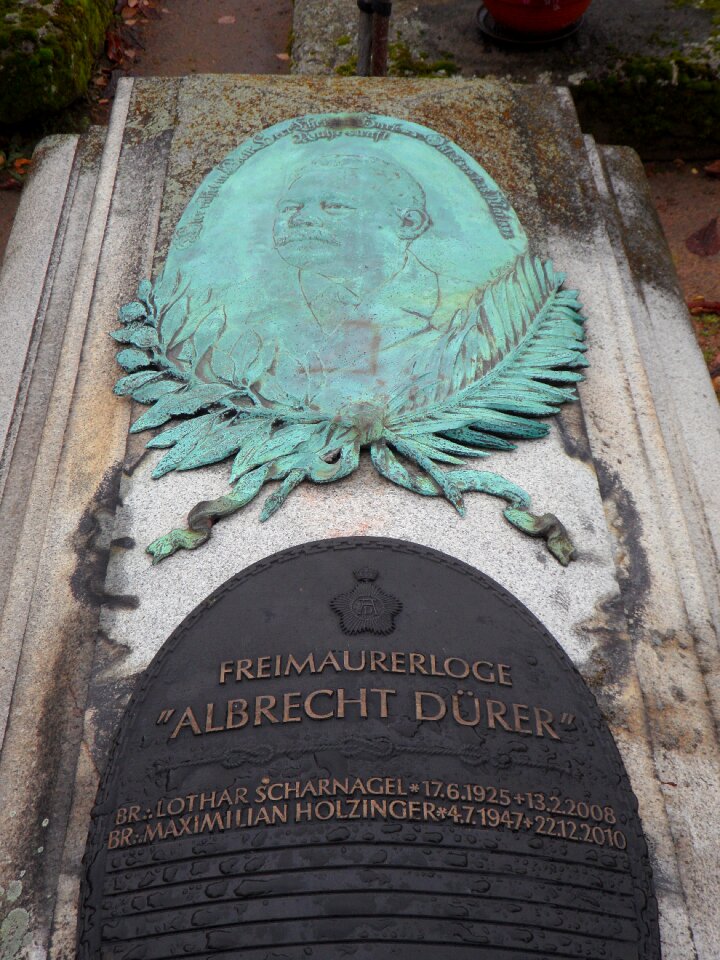 FREIMAURERLOGE
"ALBRECHT DÜRER"
BR∴ LOTHAR SCHARNAGEL*17.6.1925+13.2.2008
BR∴ MAXIMILIAN HOLZINGER*4.7.1947+22.12.2010